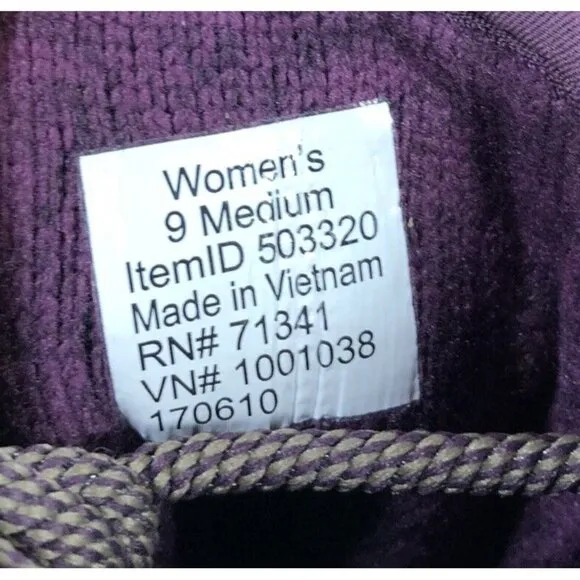 Women's
9 Medium
ItemID 503320
Made in Vietnam
RN# 71341
VN# 1001038
170610